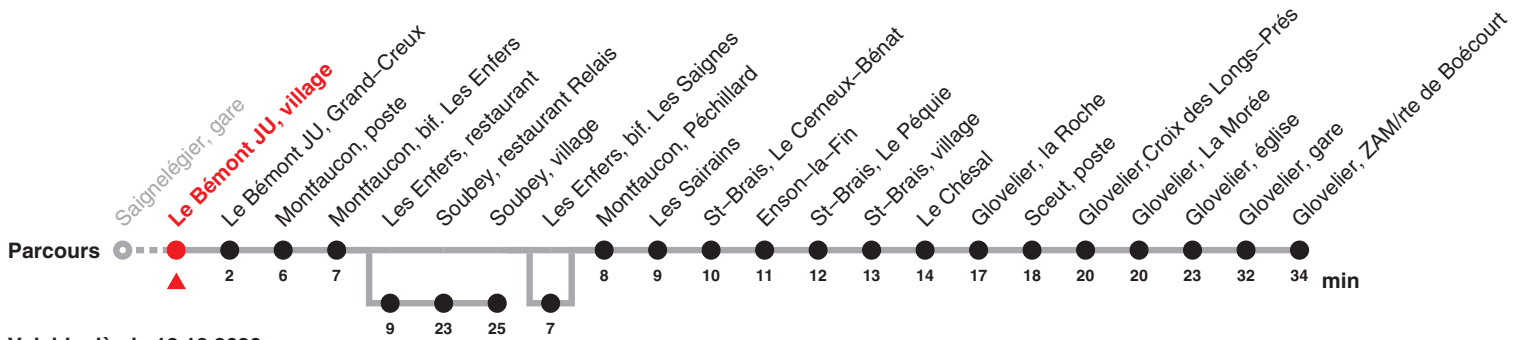 Saignelégier, gare
Le Bémont JU, village
Le Bémont JU, Grand–Creux
Montfaucon, poste
Montfaucon, bif. Les Enfers
Les Enfers, restaurant
Soubey, restaurant Relais
Soubey, village
Les Enfers, bif. Les Saignes
Montfaucon, Péchillard
Les Sairains
St–Brais, Le Cerneux–Bénat
Enson–la–Fin
St–Brais, Le Péquie
St–Brais, village
Le Chésal
Glovelier, la Roche
Sceut, poste
Glovelier,Croix des Longs–Prés
Glovelier, La Morée
Glovelier, église
Glovelier, gare
Glovelier, ZAM/rte de Boécourt
Parcours
2 6 7 8 9 10 11 12 13 14 17 18 20 20 23 32 34 min
9 23 25 7